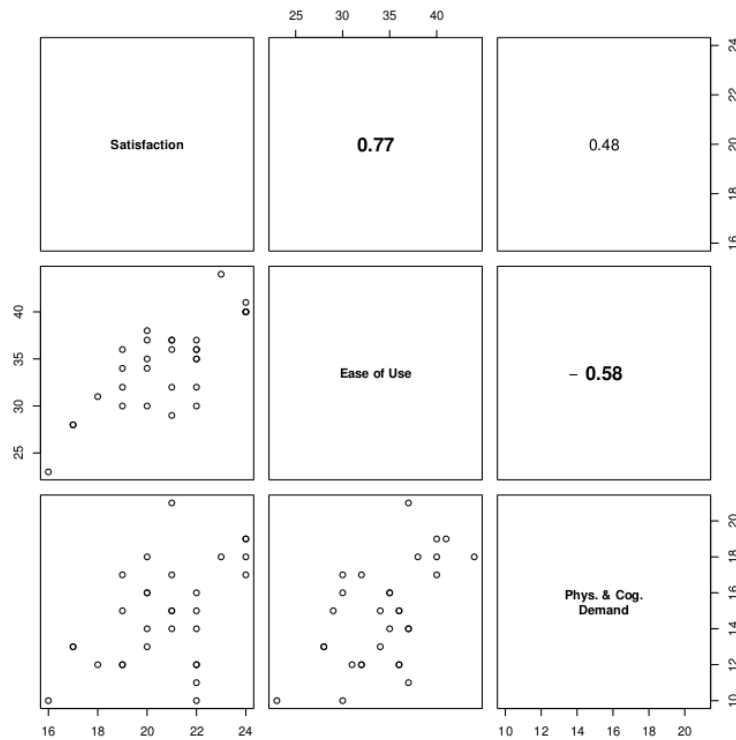 25 30 35 40
Satisfaction
0.77
0.48
16 18 20 22 24
25 30 35 40
Ease of Use
– 0.58
Phys. & Cog.
Demand
10 12 14 16 18 20
16 18 20 22 24
10 12 14 16 18 20